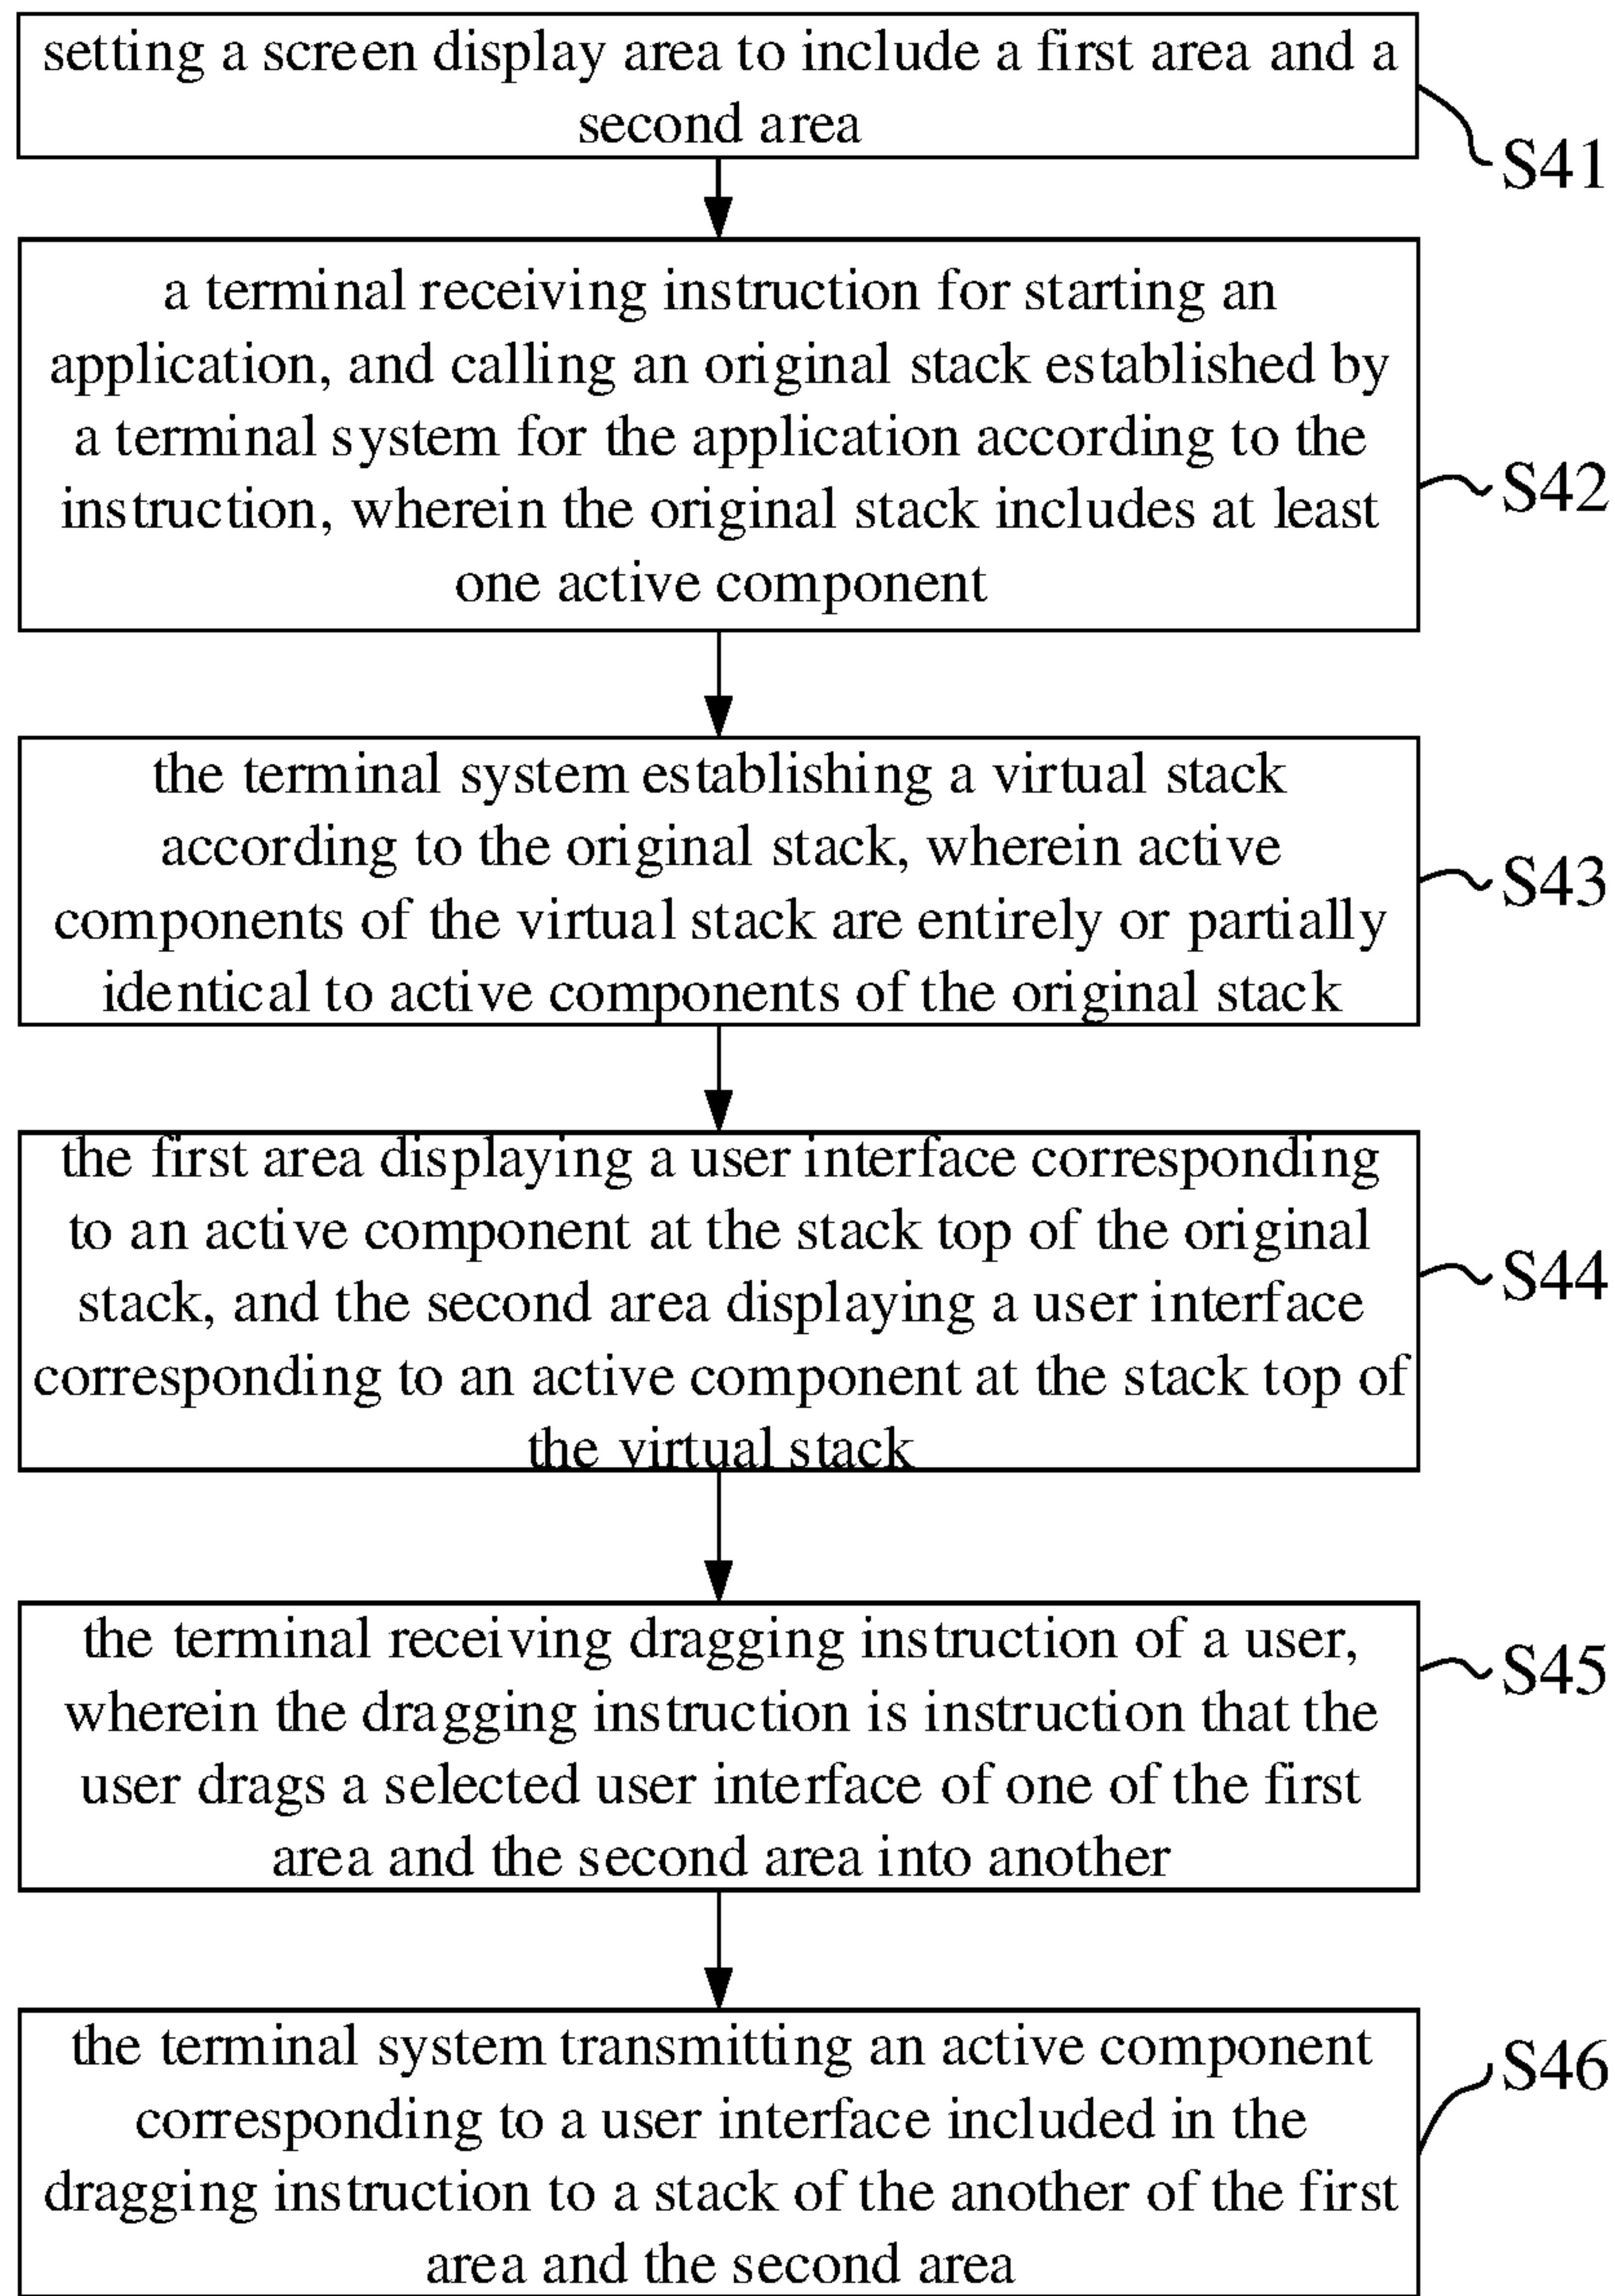 setting a screen display area to include a first area and a
second area
S41
a terminal receiving instruction for starting an
application, and calling an original stack established by
a terminal system for the application according to the
instruction, wherein the original stack includes at least
one active component
S42
the terminal system establishing a virtual stack
according to the original stack, wherein active
components of the virtual stack are entirely or partially
identical to active components of the original stack
S43
the first area displaying a user interface corresponding
to an active component at the stack top of the original
stack, and the second area displaying a user interface
corresponding to an active component at the stack top of
the virtual stack
S44
the terminal receiving dragging instruction of a user,
wherein the dragging instruction is instruction that the
user drags a selected user interface of one of the first
area and the second area into another
S45
the terminal system transmitting an active component
corresponding to a user interface included in the
dragging instruction to a stack of the another of the first
area and the second area
S46